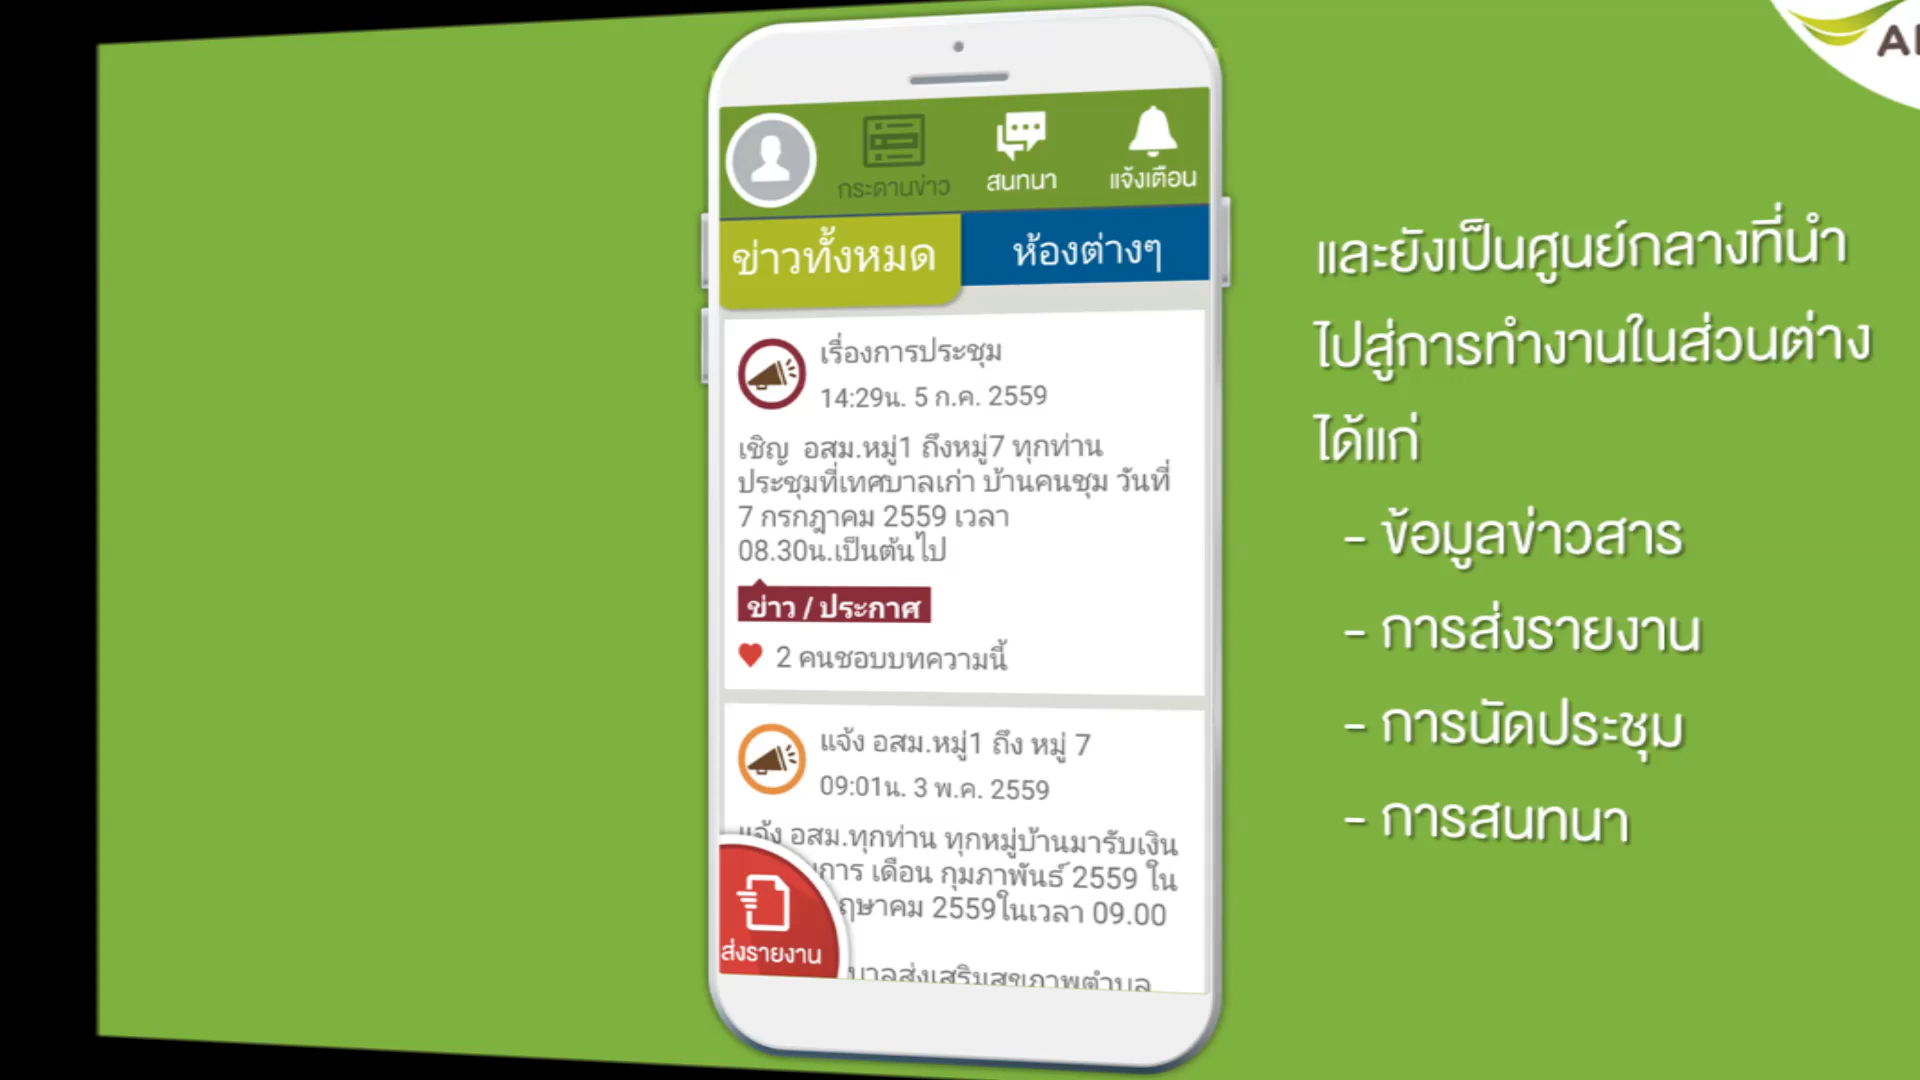 กระดานข่าว
สนทนา
แจ้งเตือน
ข่าวทั้งหมด
ห้องต่างๆ
เรื่องการประชุม
14:29น. 5 ก.ค. 2559
เชิญ อสม.หมู่1 ถึงหมู่7 ทุกท่าน
ประชุมที่เทศบาลเก่า บ้านคนชุม วันที่
7 กรกฎาคม 2559 เวลา
08.30น.เป็นต้นไป
ข่าว / ประกาศ
2 คนชอบบทความนี้
แจ้ง อสม.หมู่1 ถึง หมู่ 7
09:01น. 3 พ.ค. 2559
แจ้ง อสม.ทุกท่าน ทุกหมู่บ้านมารับเงิน
เดือน กุมภาพันธ์ 2559 ใน
2559ในเวลา 09.00
ส่งรายงาน
และยังเป็นศูนย์กลางที่นำ
ไปสู่การทำงานในส่วนต่าง
ได้แก่
- ข้อมูลข่าวสาร
- การส่งรายงาน
- การนัดประชุม
- การสนทนา